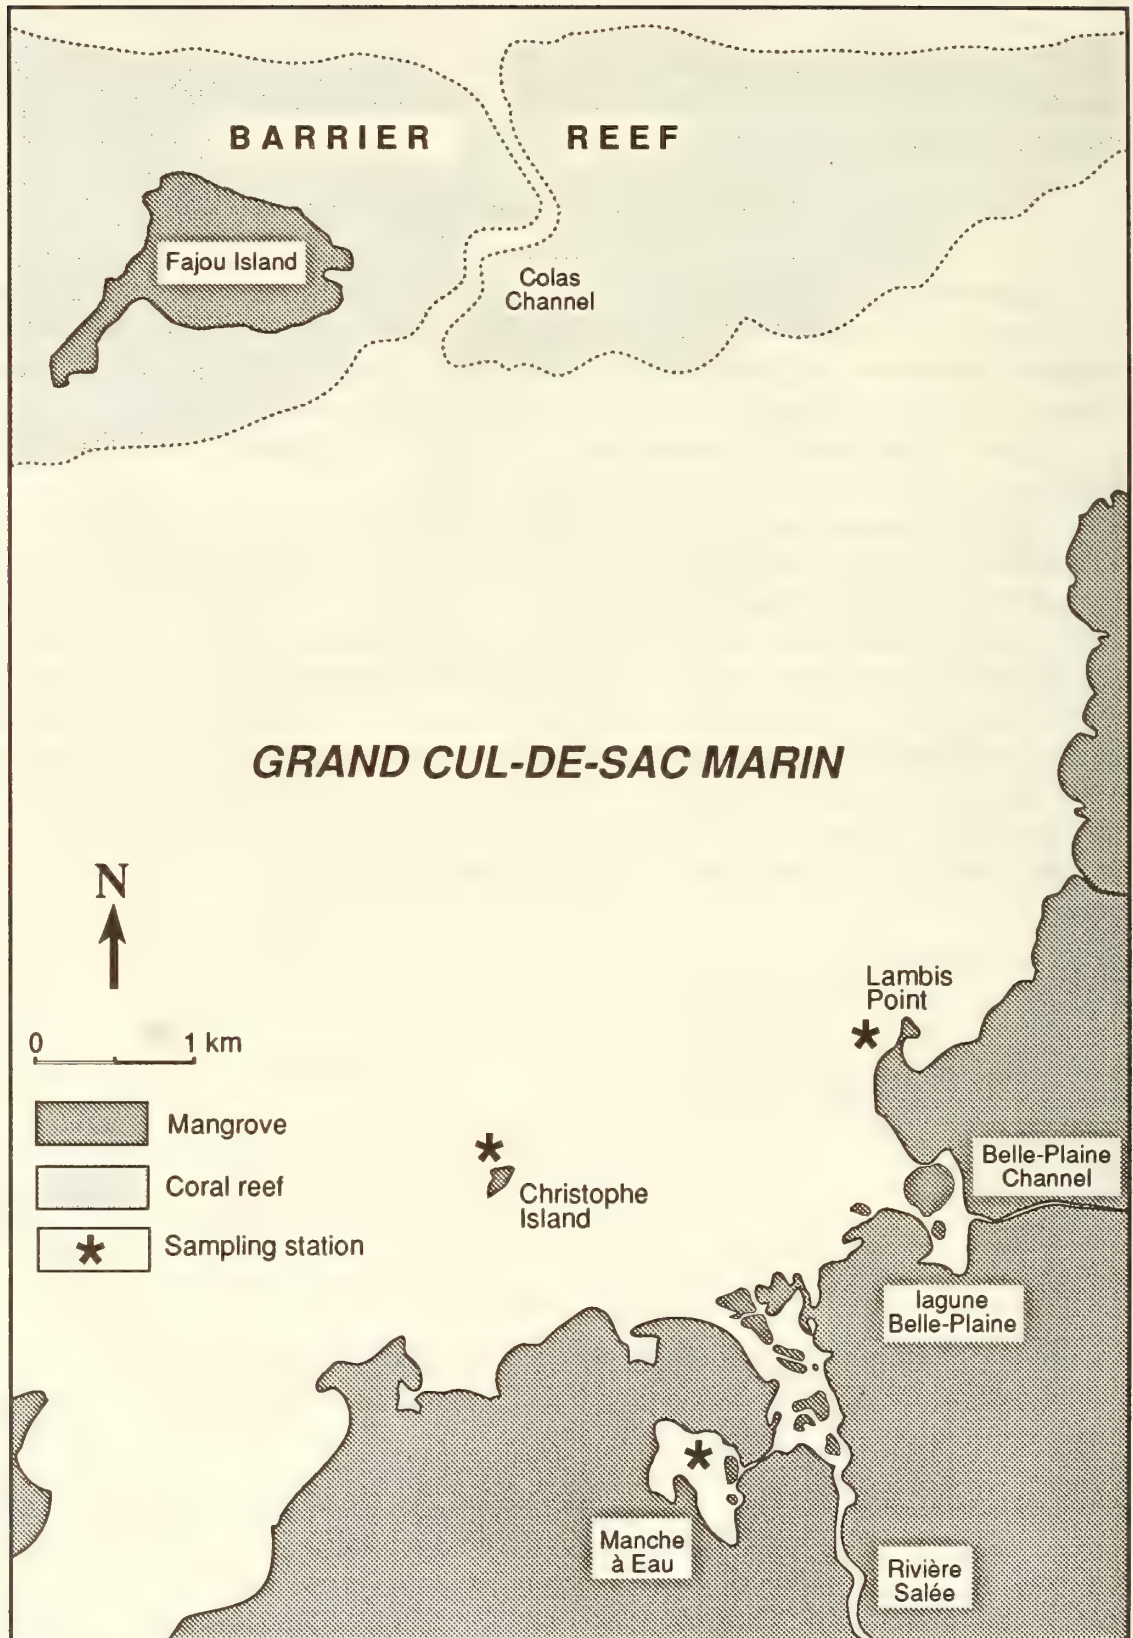 BARRIER REEF
Fajou Island
Colas
Channel
GRAND CUL-DE-SAC MARIN
N
Lambis
Point
0 1 km
Mangrove
Belle-Plaine
Channel
Coral reef
Christophe
Island
Sampling station
lagune
Belle-Plaine
Manche
à Eau
Rivière
Salée